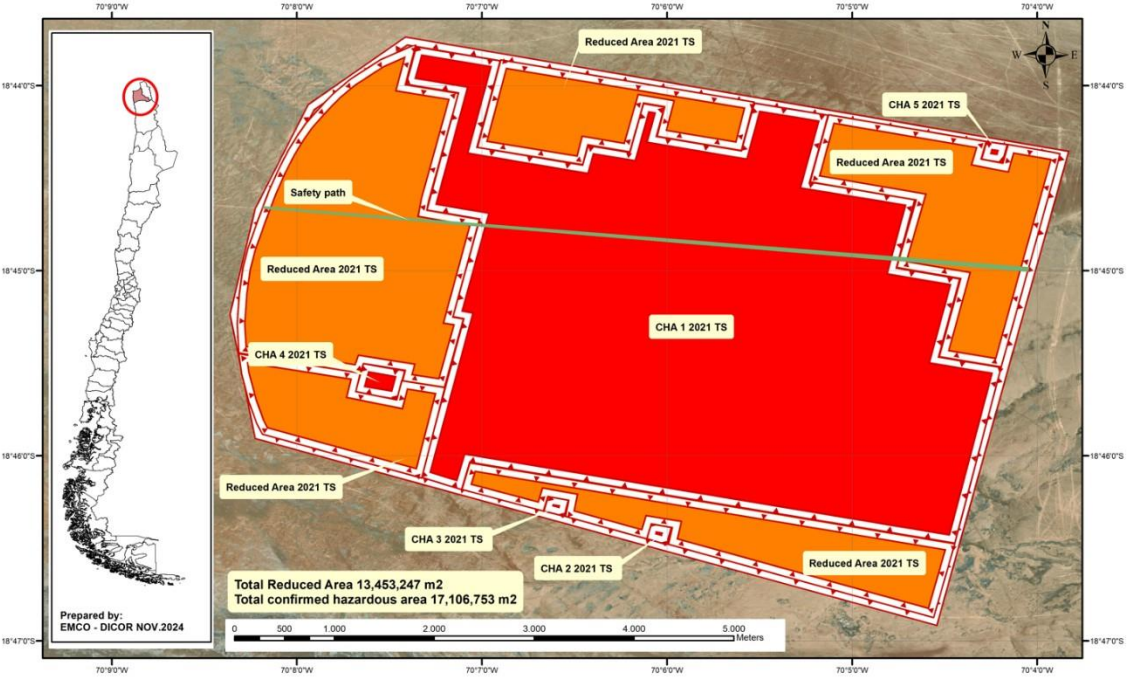 70°9'0"W
70°8'0"W
70°7'0"W
70°6'0"W
70°5'0"W
70°4'0"W
N
W
E
S
Reduced Area 2021 TS
18°44'0"S
18°44'0"S
CHA 5 2021 TS
Reduced Area 2021 TS
Safety path
18°45'0"S
Reduced Area 2021 TS
18°45'0"S
CHA 1 2021 TS
CHA 4 2021 TS
18°46'0"S
18°46'0"S
Reduced Area 2021 TS
CHA 3 2021 TS
CHA 2 2021 TS
Reduced Area 2021 TS
Total Reduced Area 13,453,247 m2
Total confirmed hazardous area 17,106,753 m2
Prepared by:
EMCO - DICOR NOV.2024
0 500 1.000 2.000 3.000 4.000 5.000
Meters
18°47'0"S
18°47'0"S
70°9'0"W
70°8'0"W
70°7'0"W
70°6'0"W
70°5'0"W
70°4'0"W